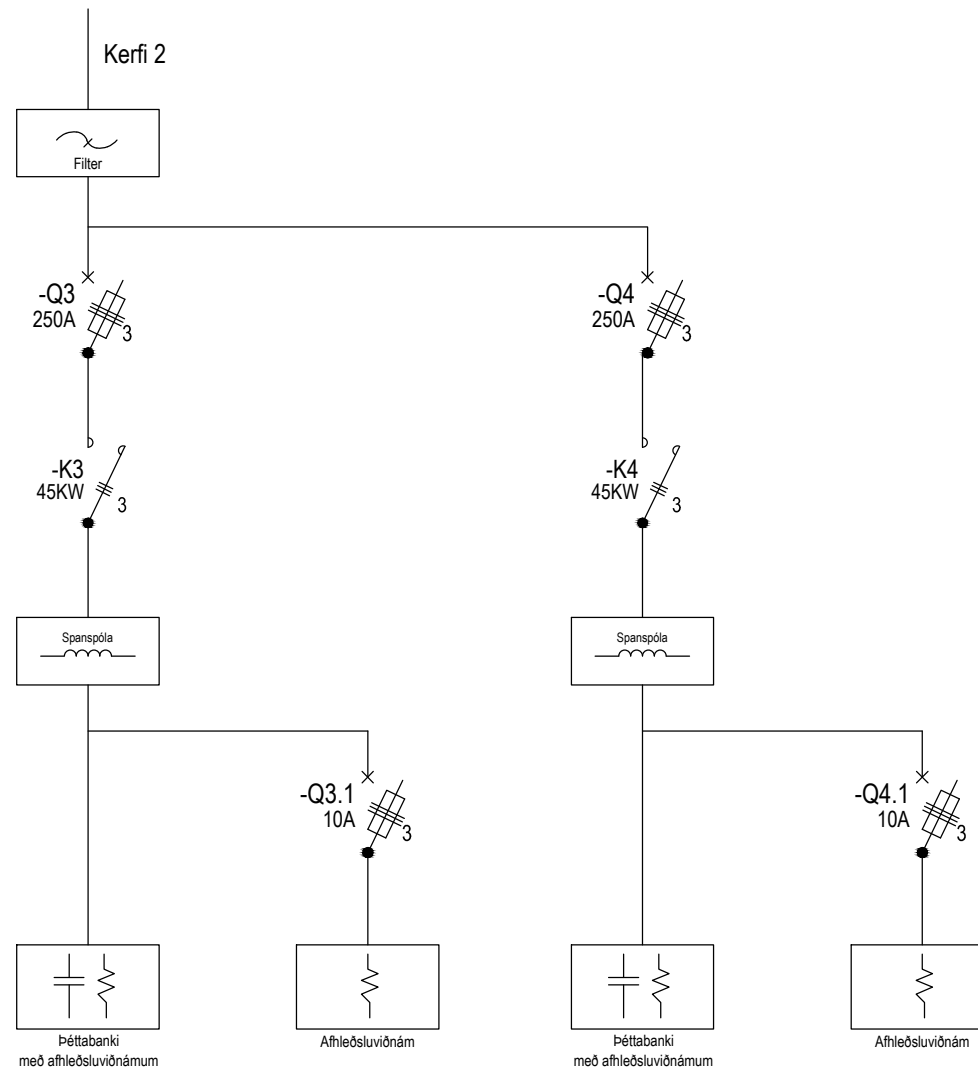 Kerfi 2
Filter
-Q3
250A
3
-Q4
250A
3
-K3
45KW
3
-K4
45KW
3
Spanspóla
Spanspóla
-Q3.1
10A
3
-Q4.1
10A
3
Þéttabanki
með afhleðsluviðnámum
Afhleðsluviðnám
Þéttabanki
með afhleðsluviðnámum
Afhleðsluviðnám